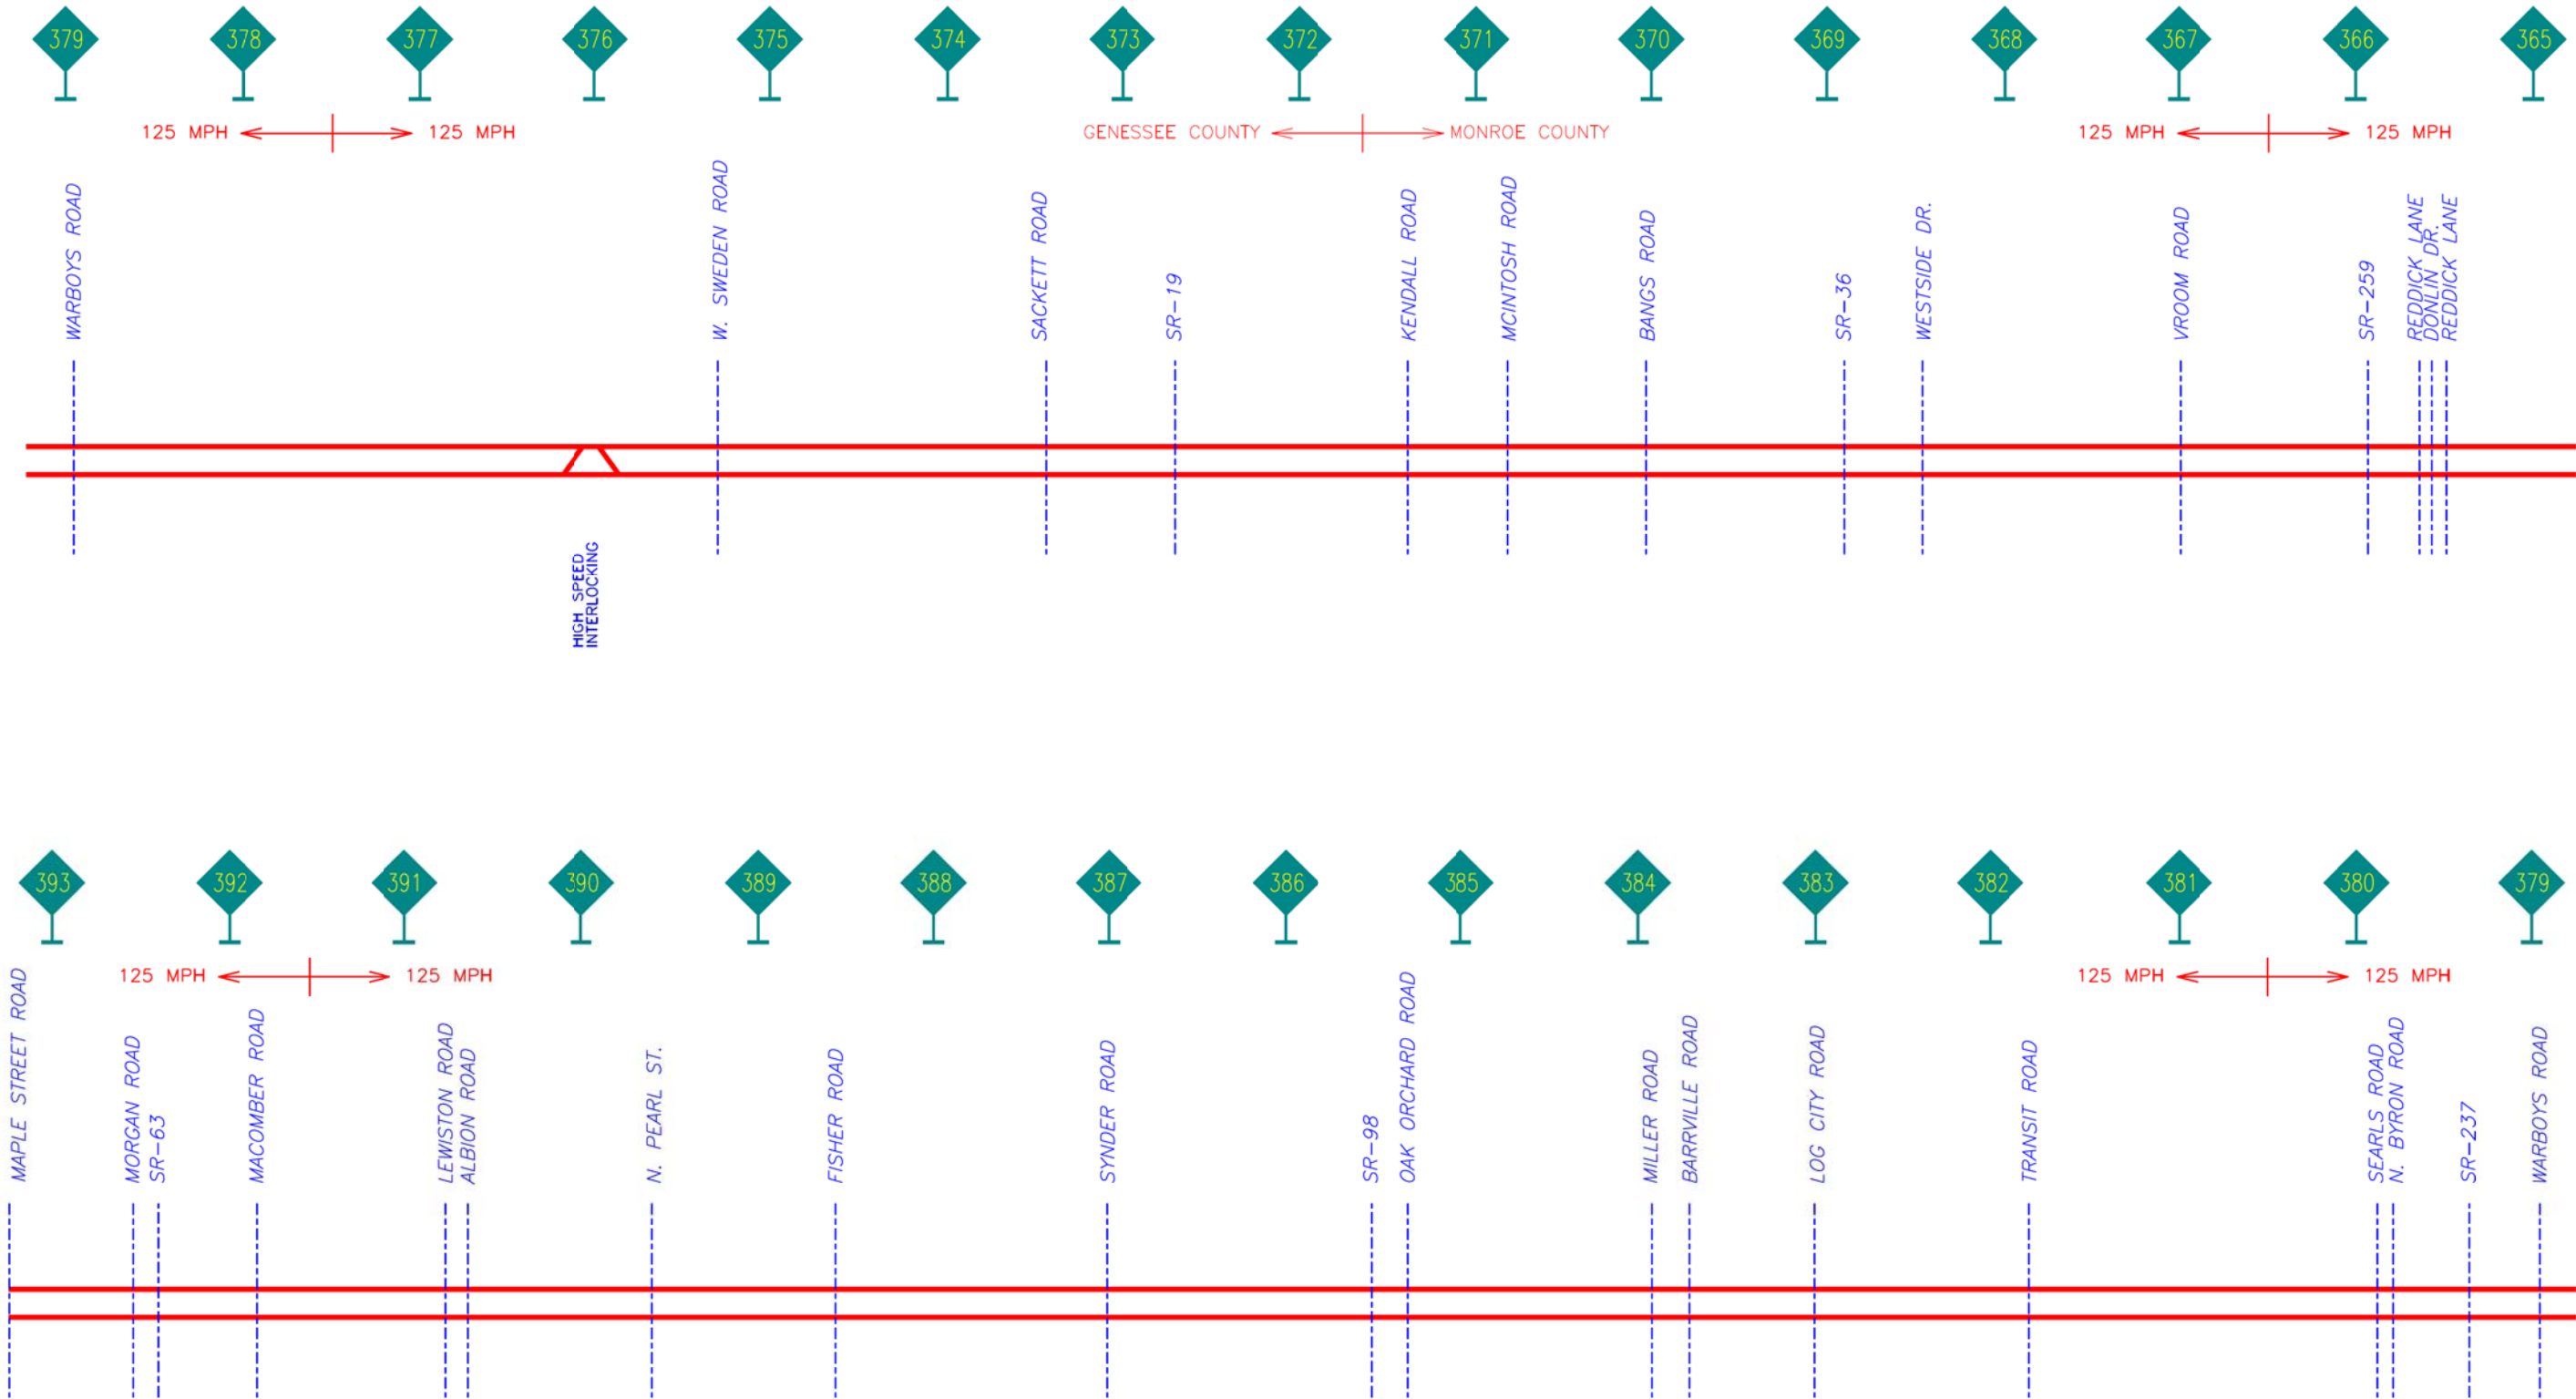 379 378 377 376 375 374 373 372 371 370 369 368 367 366 365
125 MPH 125 MPH GENESSEE COUNTY MONROE COUNTY 125 MPH 125 MPH
WARBOYS ROAD
W. SWEDEN ROAD
SACKETT ROAD
SR-19
KENDALL ROAD
MCINTOSH ROAD
BANGS ROAD
SR-36
WESTSIDE DR.
VROOM ROAD
SR-259
REDDICK LANE
DONLIN DR.
REDDICK LANE
HIGH SPEED
INTERLOCKING
393 392 391 390 389 388 387 386 385 384 383 382 381 380 379
125 MPH 125 MPH 125 MPH 125 MPH
MAPLE STREET ROAD
MORGAN ROAD
SR-63
MACOMBER ROAD
LEWISTON ROAD
ALBION ROAD
N. PEARL ST.
FISHER ROAD
SYNDER ROAD
SR-98
OAK ORCHARD ROAD
MILLER ROAD
BARRVILLE ROAD
LOG CITY ROAD
TRANSIT ROAD
SEARLS ROAD
N. BYRON ROAD
SR-237
WARBOYS ROAD